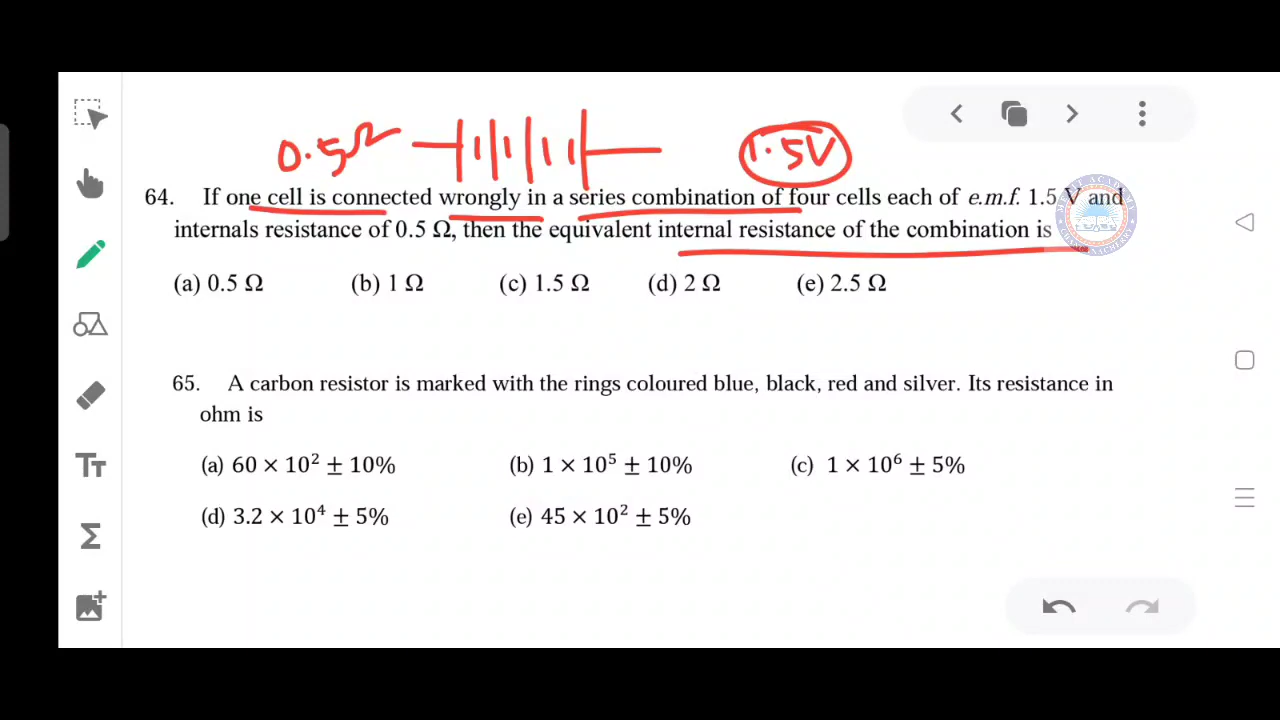 0.5Ω
1.5V
64. If one cell is connected wrongly in a series combination of four cells each of e.m.f. 1.5 V and
internals resistance of 0.5 Ω, then the equivalent internal resistance of the combination is
(a) 0.5 Ω (b) 1 Ω (c) 1.5 Ω (d) 2 Ω (e) 2.5 Ω
65. A carbon resistor is marked with the rings coloured blue, black, red and silver. Its resistance in
ohm is
(a) 60 × 10² ± 10% (b) 1 × 10⁵ ± 10% (c) 1 × 10⁶ ± 5%
(d) 3.2 × 10⁴ ± 5% (e) 45 × 10² ± 5%
TT
Σ